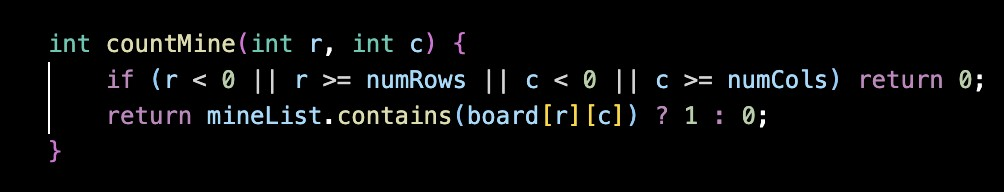 int countMine(int r, int c) {
    if (r < 0 || r >= numRows || c < 0 || c >= numCols) return 0;
    return mineList.contains(board[r][c]) ? 1 : 0;
}